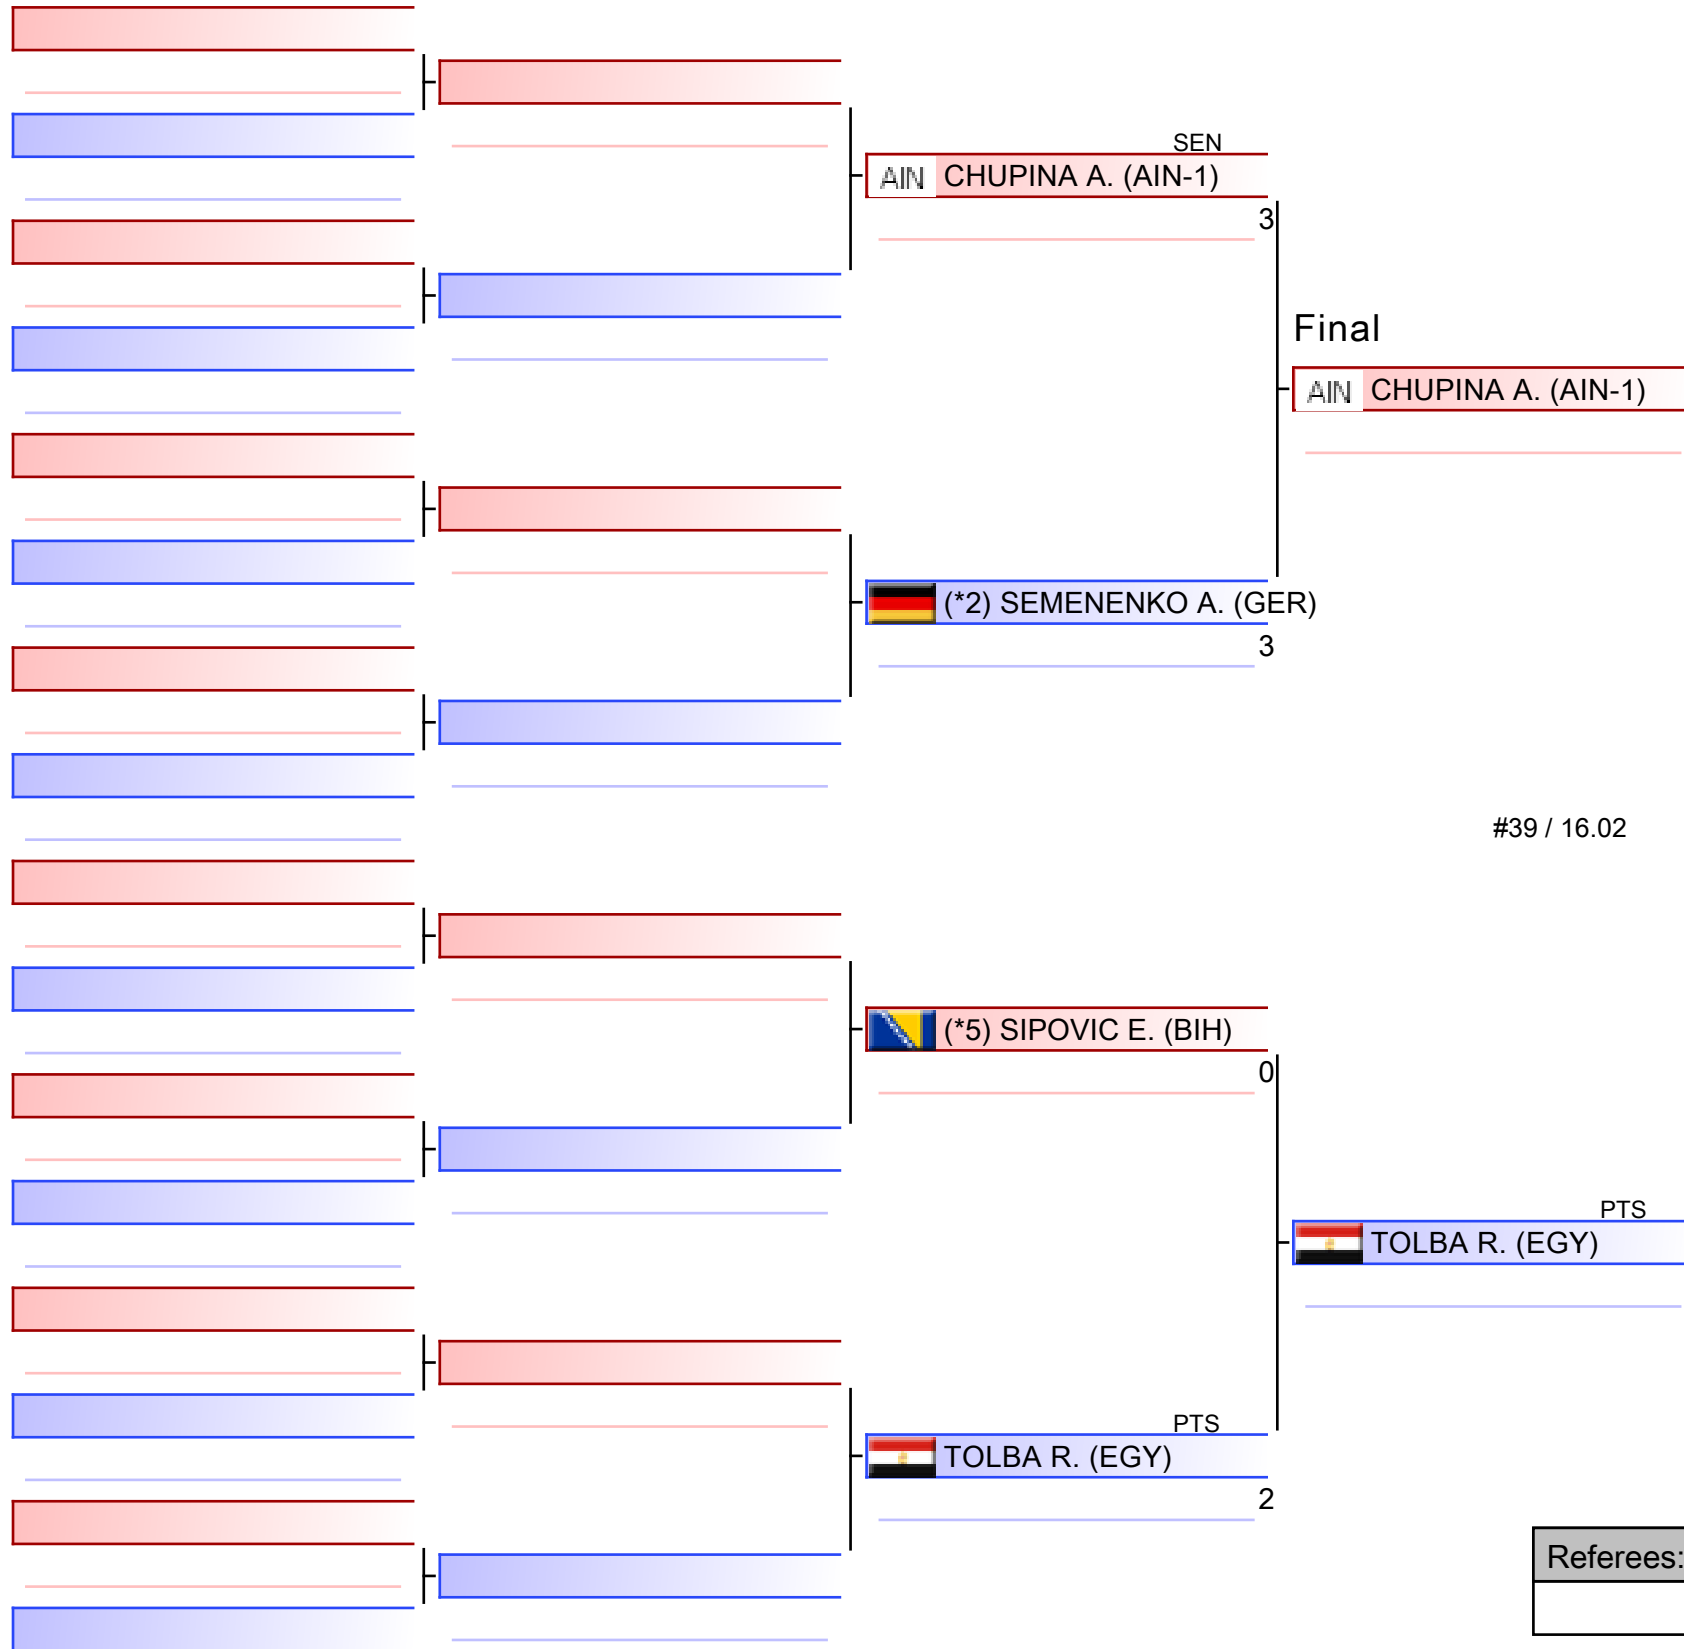 SEN
AIN CHUPINA A. (AIN-1)
3
Final
AIN CHUPINA A. (AIN-1)
(*2) SEMENENKO A. (GER)
3
#39 / 16.02
(*5) SIPOVIC E. (BIH)
0
PTS
TOLBA R. (EGY)
PTS
TOLBA R. (EGY)
2
Referees: